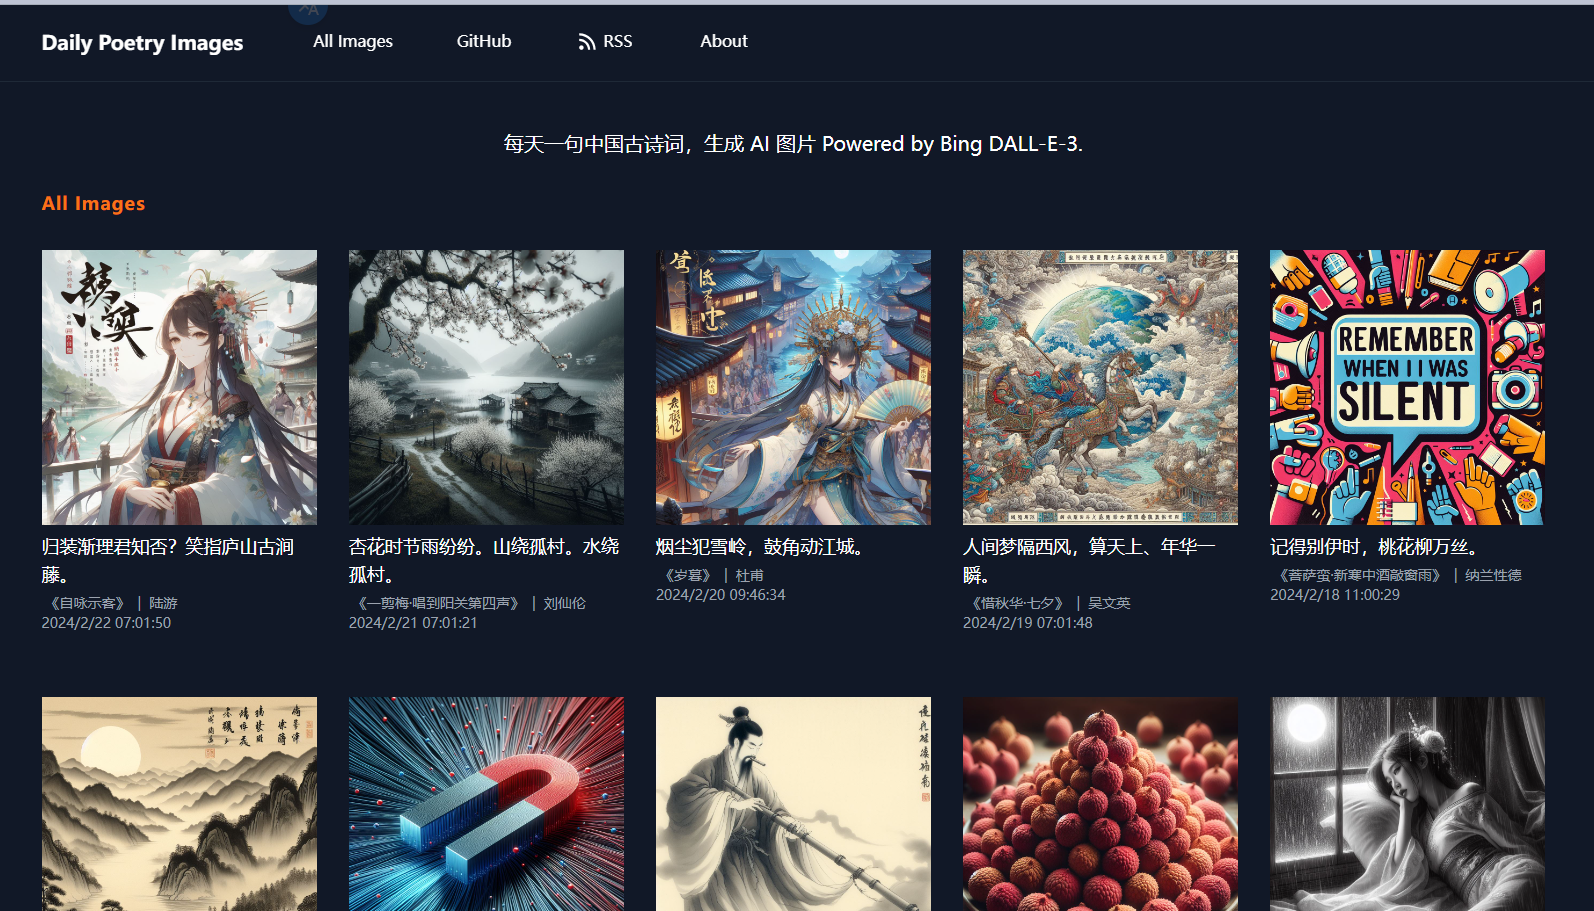 Daily Poetry Images
All Images
GitHub
RSS
About
每天一句中国古诗词，生成 AI 图片 Powered by Bing DALL-E-3.
All Images
REMEMBER
WHEN I I WAS
SILENT
归装渐理君知否？笑指庐山古涧
藤。
《自咏示客》 | 陆游
2024/2/22 07:01:50
杏花时节雨纷纷。山绕孤村。水绕
孤村。
《一剪梅·唱到阳关第四声》 | 刘仙伦
2024/2/21 07:01:21
烟尘犯雪岭，鼓角动江城。
《岁暮》 | 杜甫
2024/2/20 09:46:34
人间梦隔西风，算天上、年华一
瞬。
《惜秋华·七夕》 | 吴文英
2024/2/19 07:01:48
记得别伊时，桃花柳万丝。
《菩萨蛮·新寒中酒敲窗雨》 | 纳兰性德
2024/2/18 11:00:29